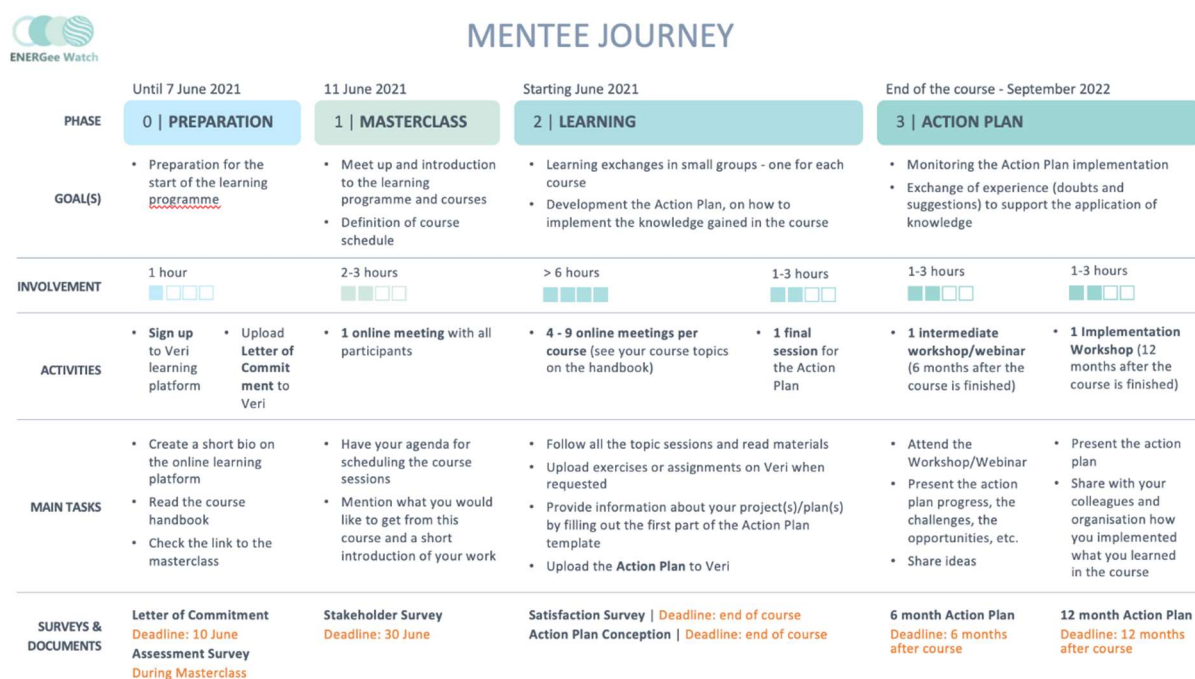 ENERGee Watch
MENTEE JOURNEY
Until 7 June 2021
11 June 2021
Starting June 2021
End of the course - September 2022
PHASE
0 | PREPARATION
1 | MASTERCLASS
2 | LEARNING
3 | ACTION PLAN
GOAL(S)
• Preparation for the
start of the learning
programme
• Meet up and introduction
to the learning
programme and courses
• Definition of course
schedule
• Learning exchanges in small groups - one for each
course
• Development the Action Plan, on how to
implement the knowledge gained in the course
• Monitoring the Action Plan implementation
• Exchange of experience (doubts and
suggestions) to support the application of
knowledge
INVOLVEMENT
1 hour
2-3 hours
> 6 hours
1-3 hours
1-3 hours
1-3 hours
ACTIVITIES
• Sign up
to Veri
learning
platform
• Upload
Letter of
Commit
ment to
Veri
• 1 online meeting with all
participants
• 4 - 9 online meetings per
course (see your course topics
on the handbook)
• 1 final
session for
the Action
Plan
• 1 intermediate
workshop/webinar
(6 months after the
course is finished)
• 1 Implementation
Workshop (12
months after the
course is finished)
MAIN TASKS
• Create a short bio on
the online learning
platform
• Read the course
handbook
• Check the link to the
masterclass
• Have your agenda for
scheduling the course
sessions
• Mention what you would
like to get from this
course and a short
introduction of your work
• Follow all the topic sessions and read materials
• Upload exercises or assignments on Veri when
requested
• Provide information about your project(s)/plan(s)
by filling out the first part of the Action Plan
template
• Upload the Action Plan to Veri
• Attend the
Workshop/Webinar
• Present the action
plan progress, the
challenges, the
opportunities, etc.
• Share ideas
• Present the action
plan
• Share with your
colleagues and
organisation how
you implemented
what you learned
in the course
SURVEYS &
DOCUMENTS
Letter of Commitment
Deadline: 10 June
Assessment Survey
During Masterclass
Stakeholder Survey
Deadline: 30 June
Satisfaction Survey | Deadline: end of course
Action Plan Conception | Deadline: end of course
6 month Action Plan
Deadline: 6 months
after course
12 month Action Plan
Deadline: 12 months
after course